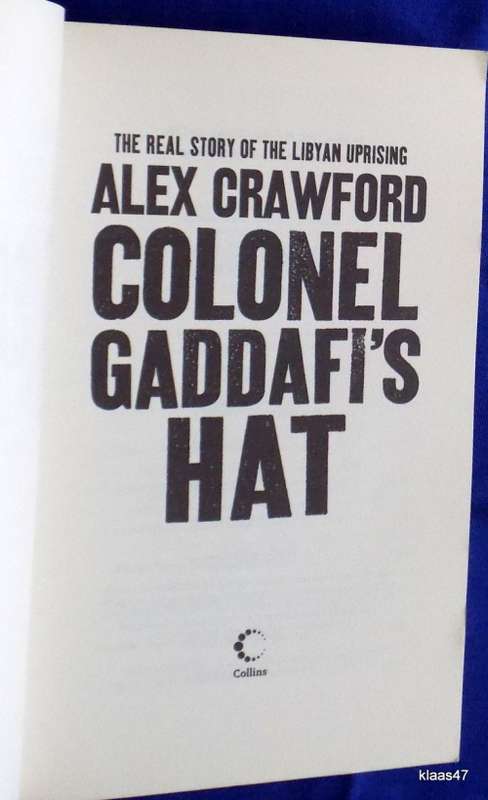 THE REAL STORY OF THE LIBYAN UPRISING
ALEX CRAWFORD
COLONEL
GADDAFI'S
HAT
Collins
klaas47